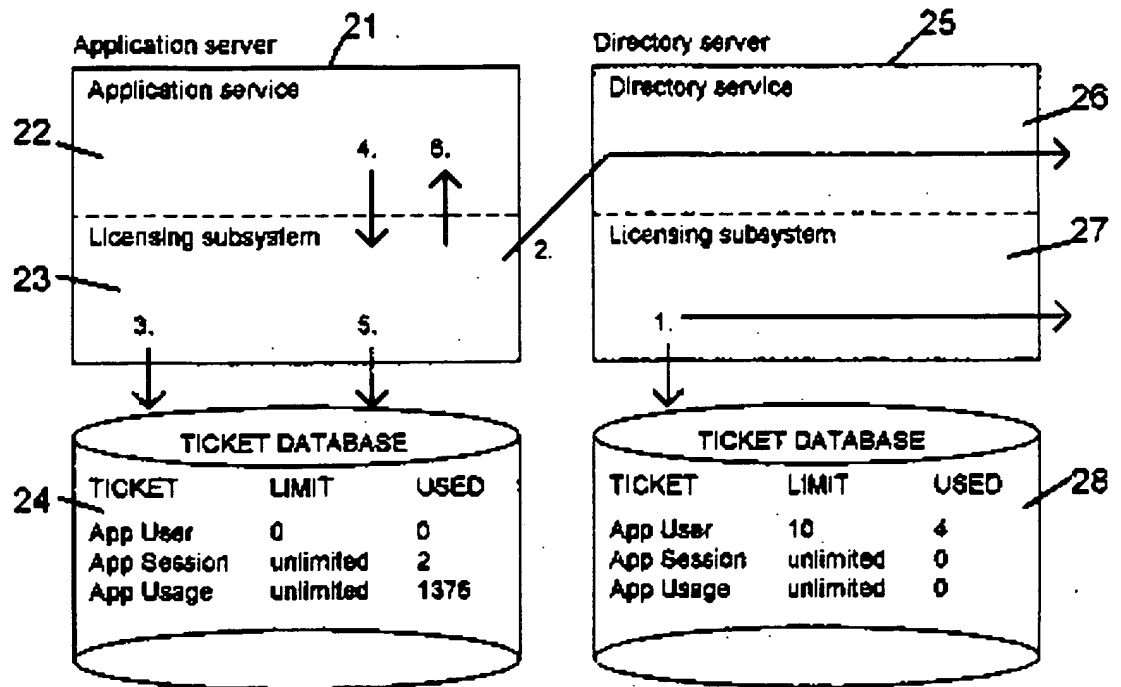 21
Application server
Application service
22
4.
6.
Licensing subsystem
23
3.
5.
TICKET DATABASE
24
TICKET LIMIT USED
App User 0 0
App Session unlimited 2
App Usage unlimited 1376
25
Directory server
Directory service
26
2.
Licensing subsystem
27
1.
TICKET DATABASE
28
TICKET LIMIT USED
App User 10 4
App Session unlimited 0
App Usage unlimited 0